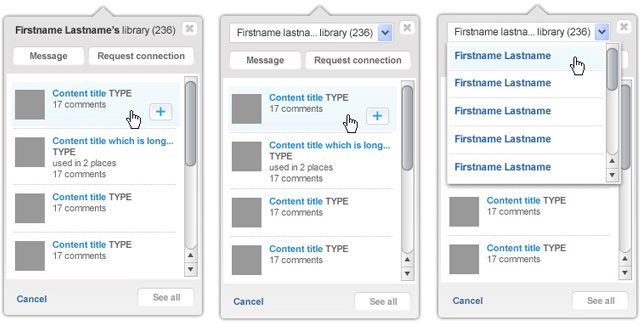 Firstname Lastname's library (236)
Message
Request connection
Content title TYPE
17 comments
Content title which is long...
TYPE
used in 2 places
17 comments
Content title TYPE
17 comments
Content title TYPE
17 comments
Cancel
See all
Firstname lastna... library (236)
Message
Request connection
Content title TYPE
17 comments
Content title which is long...
TYPE
used in 2 places
17 comments
Content title TYPE
17 comments
Content title TYPE
17 comments
Cancel
See all
Firstname lastna... library (236)
Firstname Lastname
Firstname Lastname
Firstname Lastname
Firstname Lastname
Firstname Lastname
Content title TYPE
17 comments
Content title TYPE
17 comments
Cancel
See all